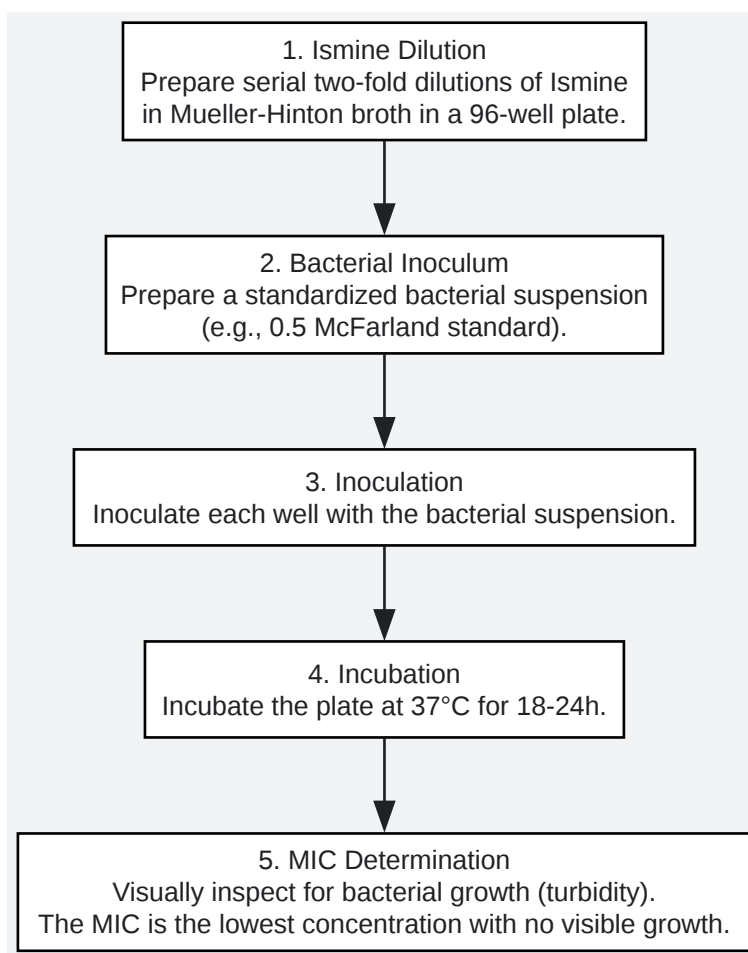 1. Ismine Dilution
Prepare serial two-fold dilutions of Ismine
in Mueller-Hinton broth in a 96-well plate.
2. Bacterial Inoculum
Prepare a standardized bacterial suspension
(e.g., 0.5 McFarland standard).
3. Inoculation
Inoculate each well with the bacterial suspension.
4. Incubation
Incubate the plate at 37°C for 18-24h.
5. MIC Determination
Visually inspect for bacterial growth (turbidity).
The MIC is the lowest concentration with no visible growth.